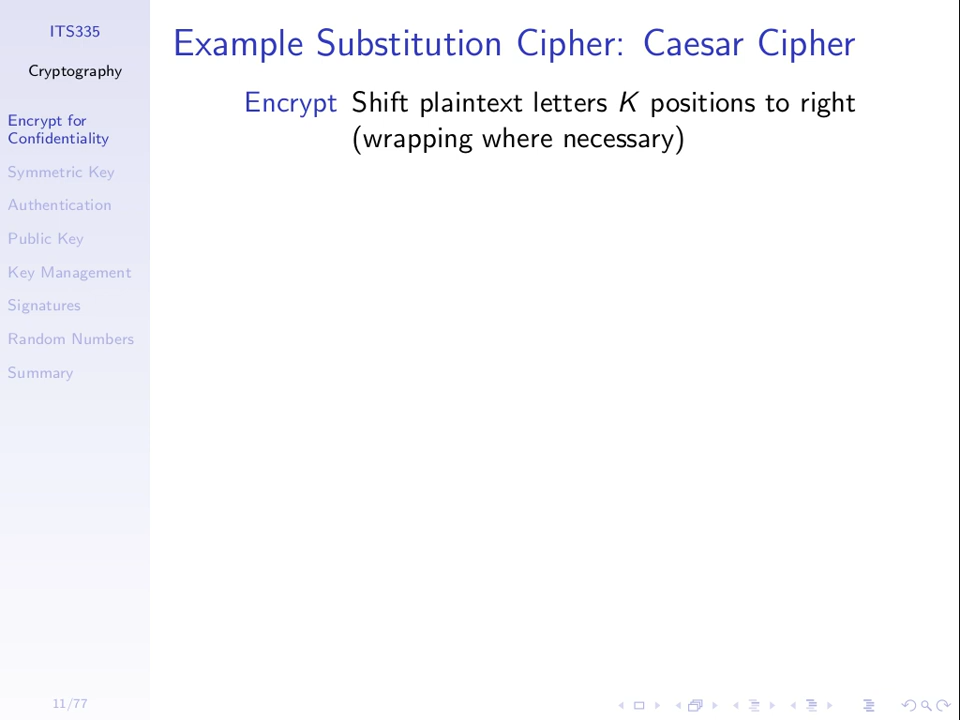 ITS335
Cryptography
Encrypt for
Confidentiality
Symmetric Key
Authentication
Public Key
Key Management
Signatures
Random Numbers
Summary
11/77
Example Substitution Cipher: Caesar Cipher
Encrypt Shift plaintext letters K positions to right
(wrapping where necessary)